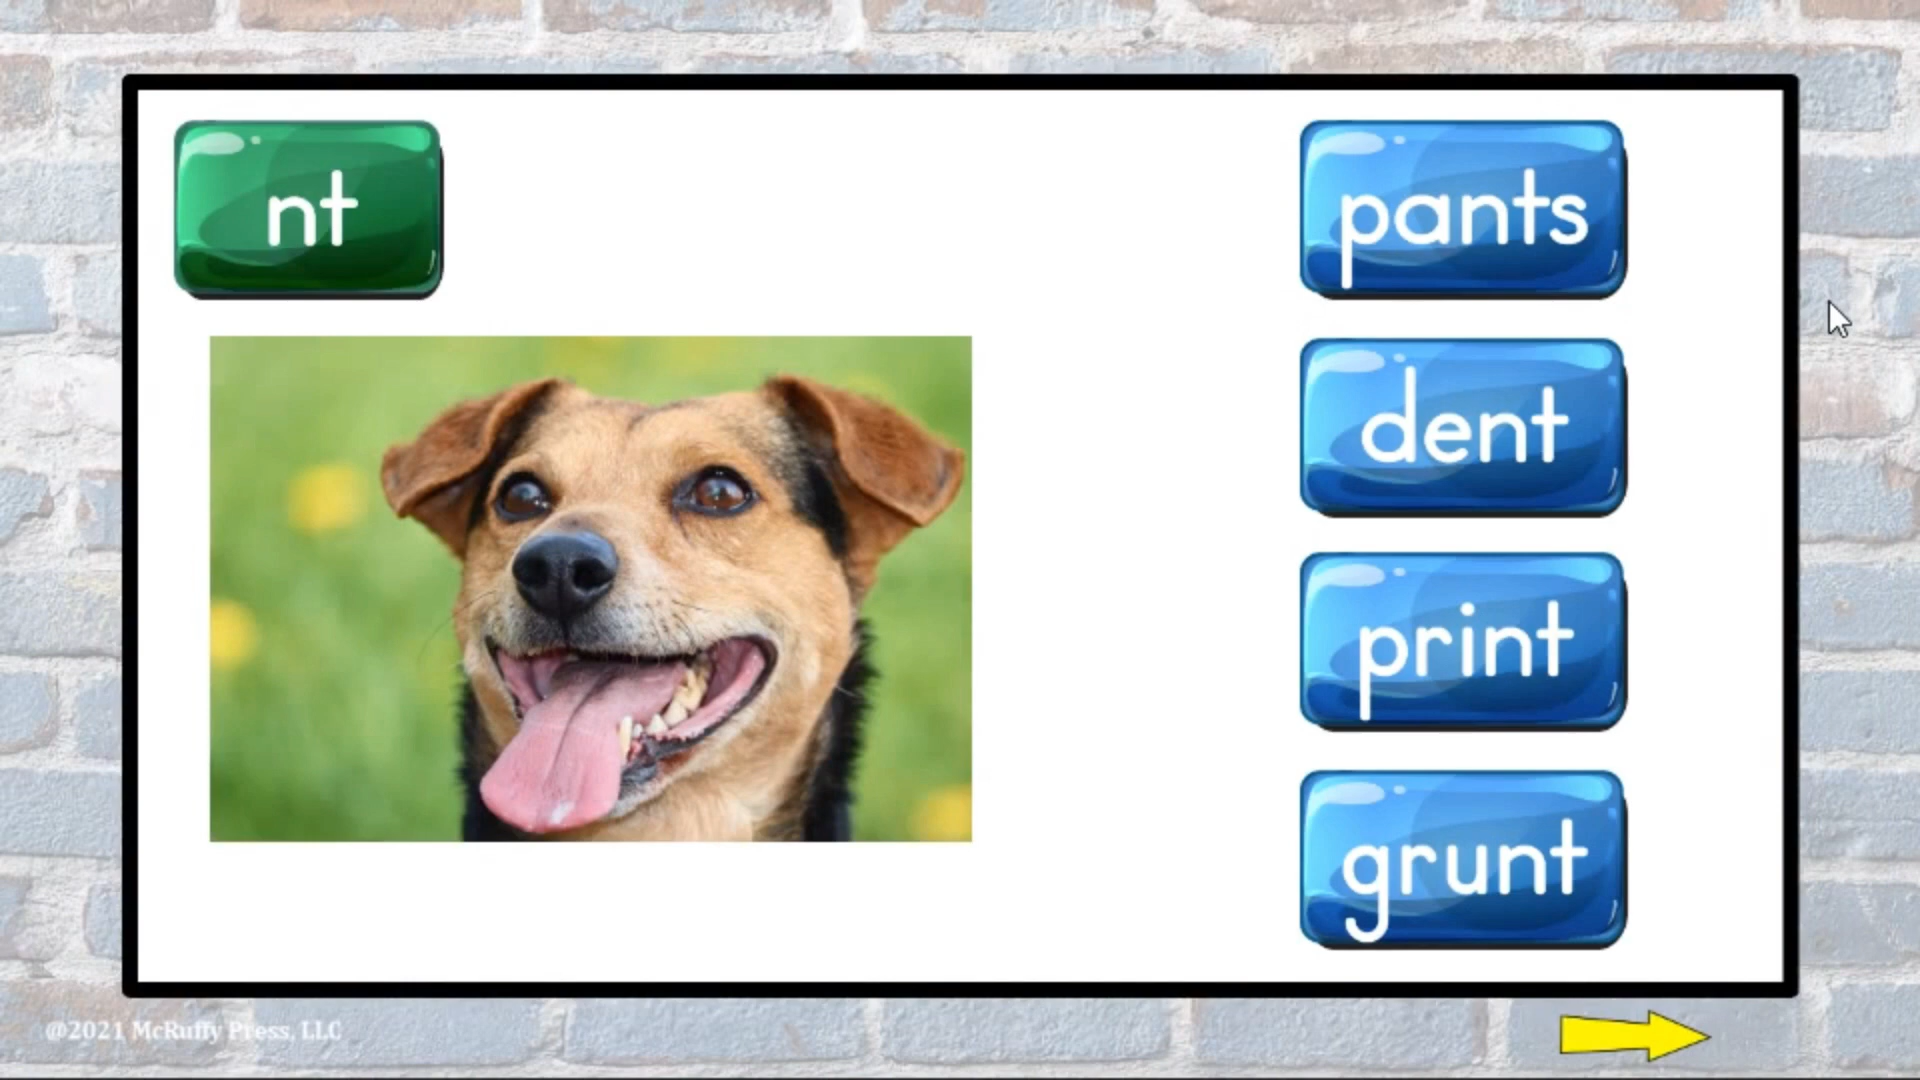 nt
pants
dent
print
grunt
@2021 McRuffy Press, LLC